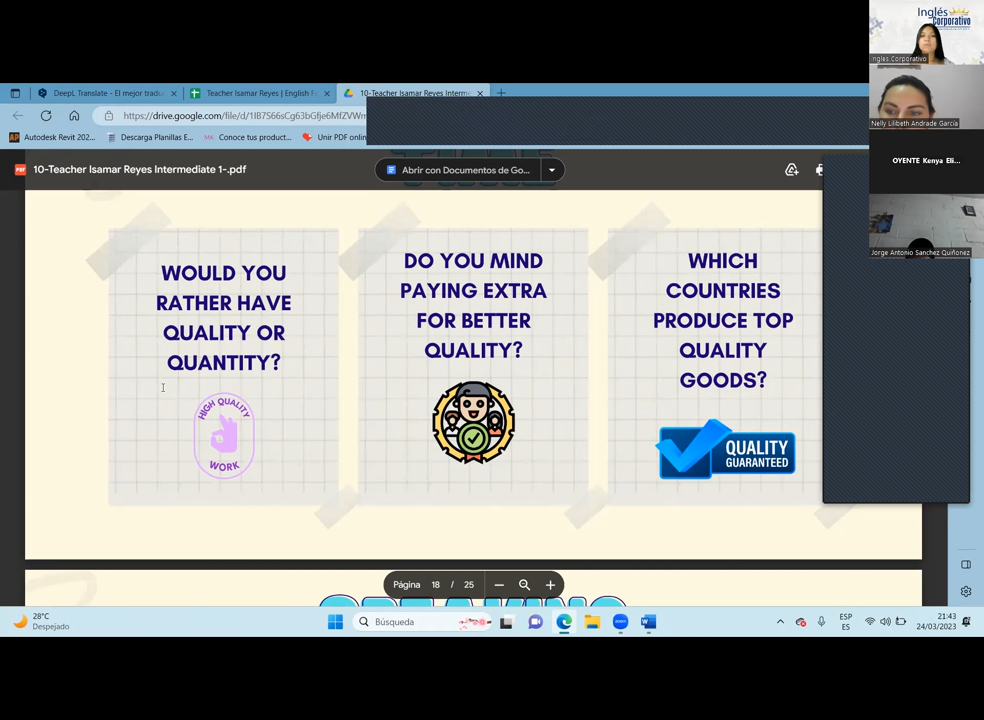 Inglés
Corporativo
Ingles Corporativo
Nelly Lilibeth Andrade García
OYENTE Kenya Eli...
Jorge Antonio Sanchez Quiñonez
DeepL Translate - El mejor tradu
Teacher Isamar Reyes | English F
10-Teacher Isamar Reyes Interm
https://drive.google.com/file/d/
Autodesk Revit 202...
Descarga Planillas E...
Conoce tus product...
Unir PDF onlin
10-Teacher Isamar Reyes Intermediate 1-.pdf
Abrir con Documentos de Go...
WOULD YOU
RATHER HAVE
QUALITY OR
QUANTITY?
HIGH QUALITY
WORK
DO YOU MIND
PAYING EXTRA
FOR BETTER
QUALITY?
WHICH
COUNTRIES
PRODUCE TOP
QUALITY
GOODS?
QUALITY
GUARANTEED
Página 18 / 25
28°C
Despejado
Búsqueda
ESP
ES
21:43
24/03/2023